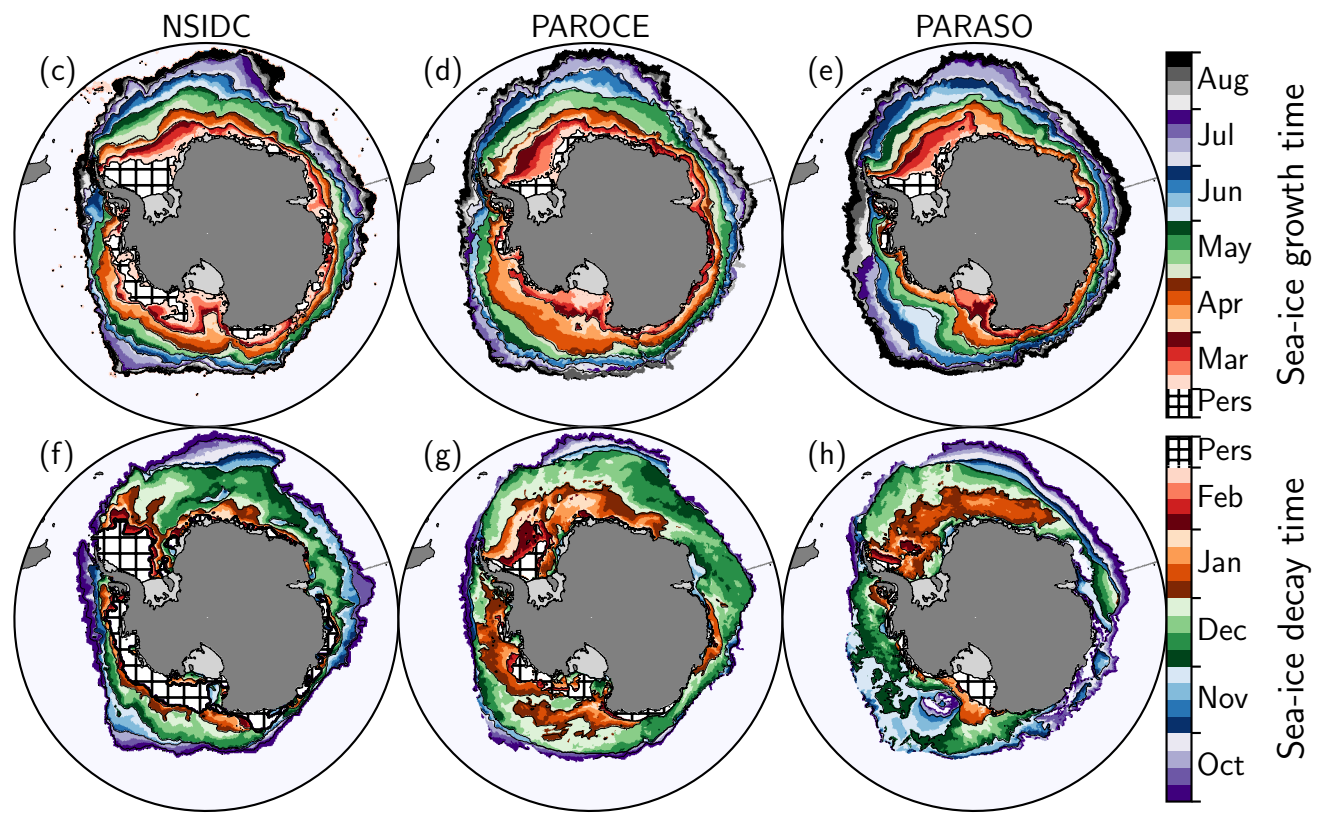 NSIDC
PAROCE
PARASO
(c)
(d)
(e)
Aug
Jul
Jun
May
Apr
Mar
Pers
Sea-ice growth time
(f)
(g)
(h)
Pers
Feb
Jan
Dec
Nov
Oct
Sea-ice decay time